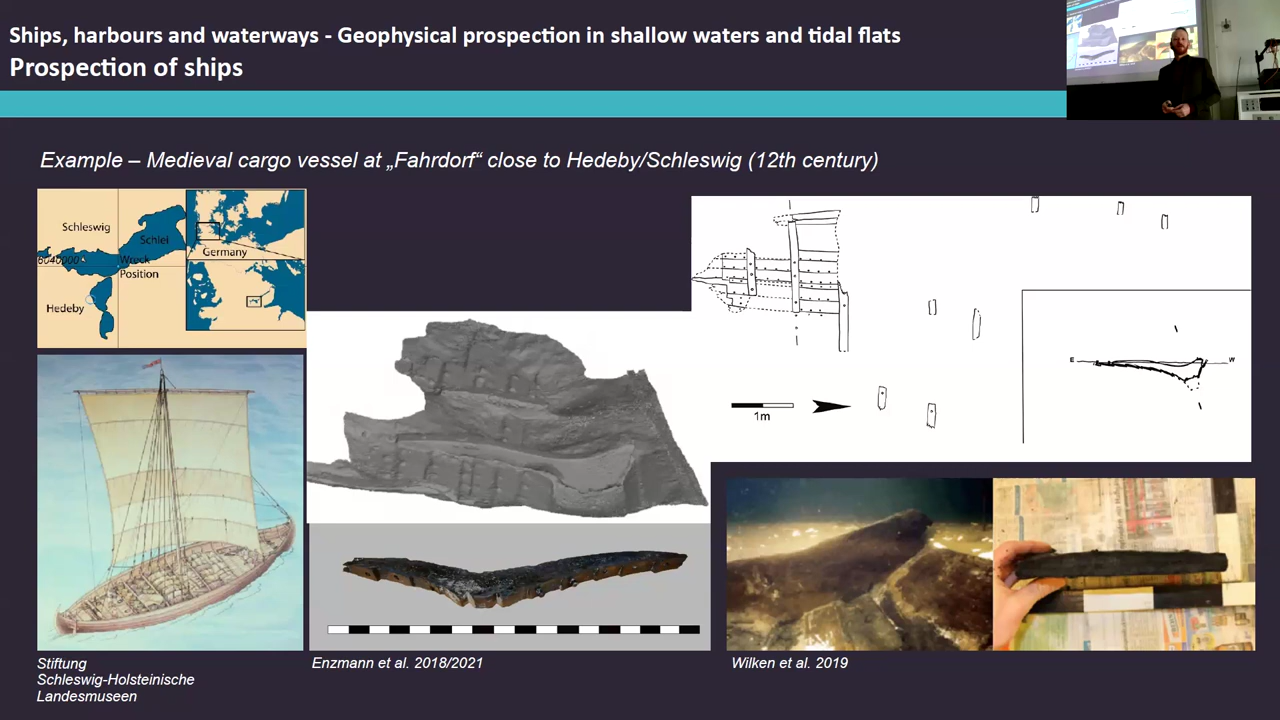 Ships, harbours and waterways - Geophysical prospection in shallow waters and tidal flats
Prospection of ships
Example – Medieval cargo vessel at „Fahrdorf“ close to Hedeby/Schleswig (12th century)
Schleswig
Schlei
Germany
6040000
Wreck
Position
Hedeby
1m
E
W
Stiftung
Schleswig-Holsteinische
Landesmuseen
Enzmann et al. 2018/2021
Wilken et al. 2019